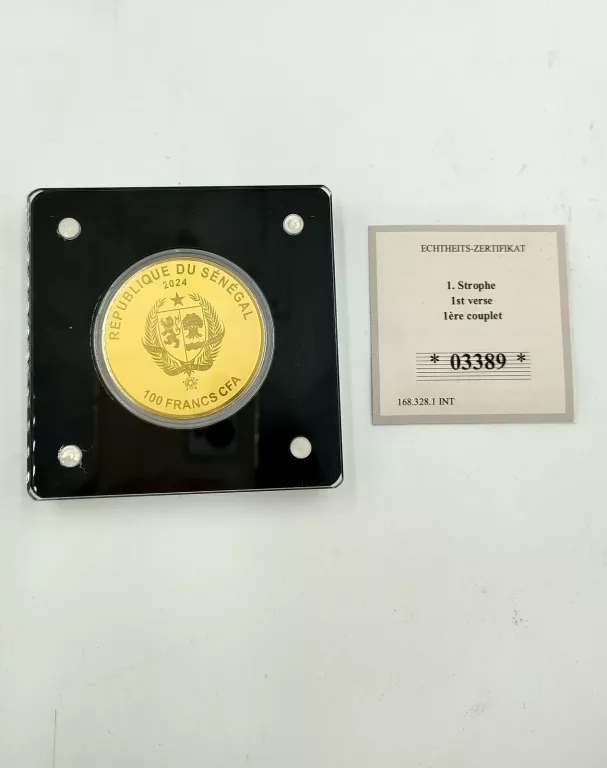 RÉPUBLIQUE DU SÉNÉGAL
2024
100 FRANCS CFA
ECHTHEITS-ZERTIFIKAT
1. Strophe
1st verse
1ère couplet
* 03389 *
168.328.1 INT